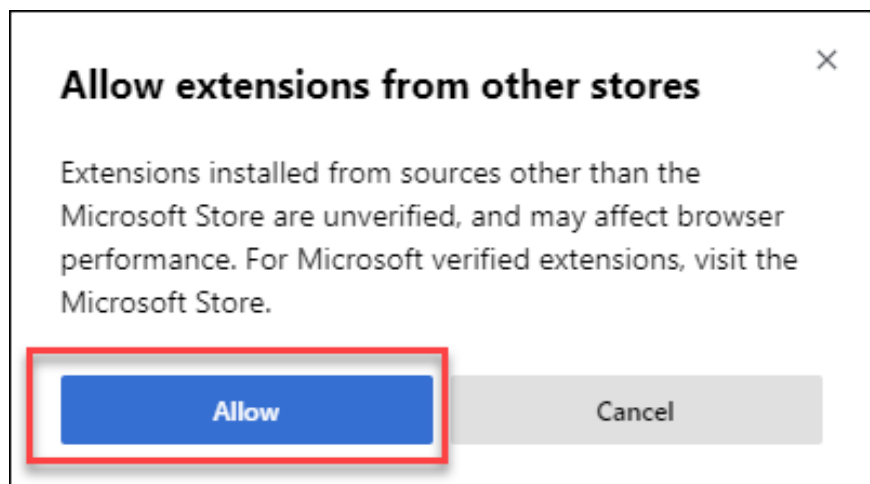 Allow extensions from other stores
Extensions installed from sources other than the
Microsoft Store are unverified, and may affect browser
performance. For Microsoft verified extensions, visit the
Microsoft Store.
Allow
Cancel